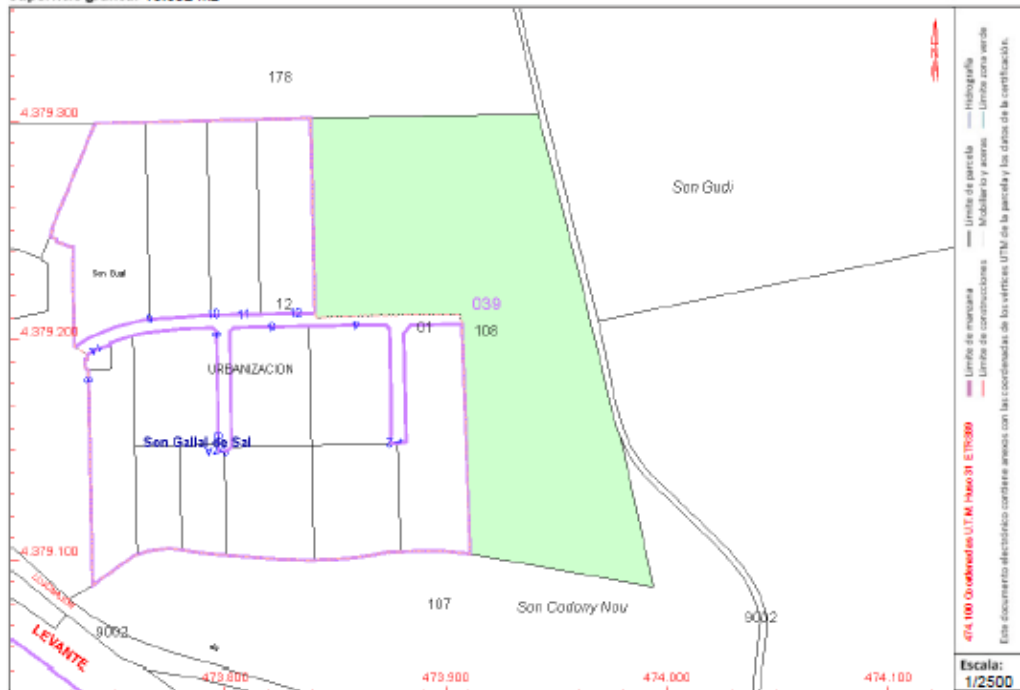 178
4.379.300
Son Gudi
Son Gual
12
039
10
11
12
01
108
4.379.200
9
9
8
URBANIZACION
Son Gallal de Sal
2
4.379.100
107
Son Codony Nou
9002
9002
LEVANTE
479.800
479.900
474.000
474.100
474.100 Coordenadas U.T.M. Huso 31 ETRS89
Límite de manzana
Límite de parcela
Hidrografía
Límite de construcciones
Mobiliario y aceras
Límite zona verde
Este documento electrónico contiene anexos con las coordenadas de los vértices UTM de la parcela y los datos de la certificación.
Escala:
1/2500